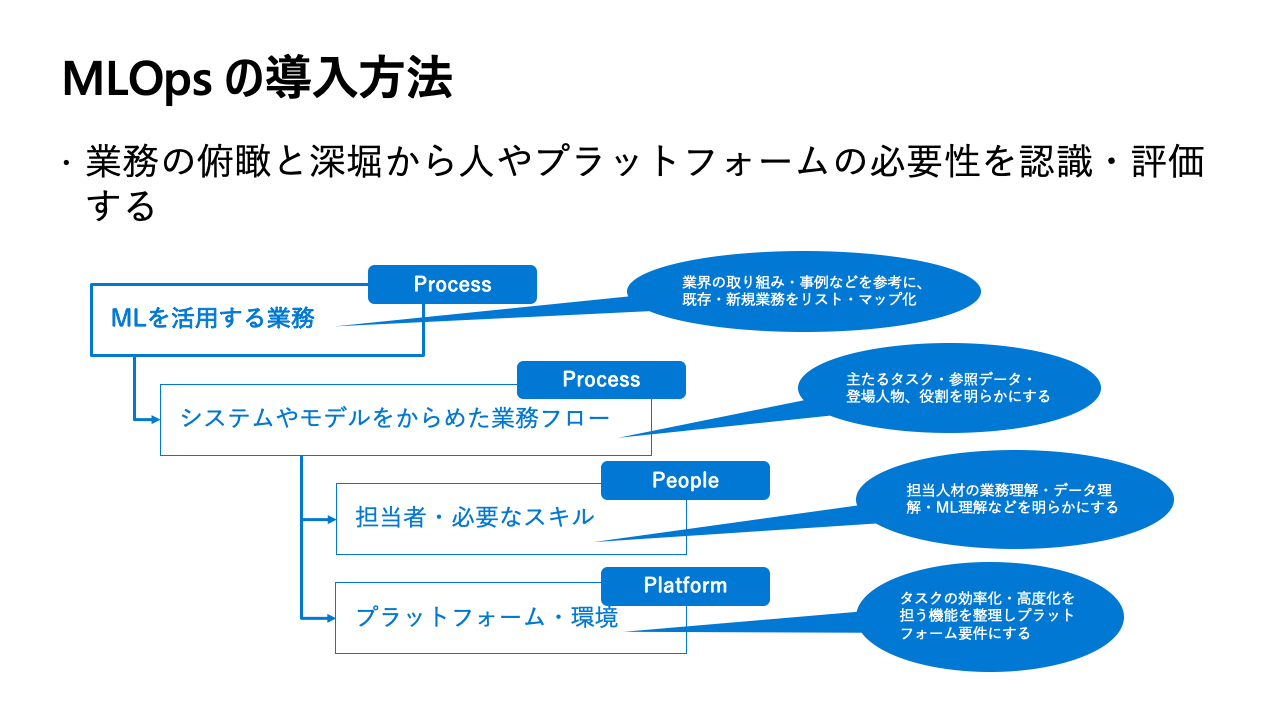 MLOps の導入方法
・業務の俯瞰と深堀から人やプラットフォームの必要性を認識・評価
する
Process
MLを活用する業務
業界の取り組み・事例などを参考に、
既存・新規業務をリスト・マップ化
Process
システムやモデルをからめた業務フロー
主たるタスク・参照データ・
登場人物、役割を明らかにする
People
担当者・必要なスキル
担当人材の業務理解・データ理
解・ML理解などを明らかにする
Platform
プラットフォーム・環境
タスクの効率化・高度化を
担う機能を整理しプラット
フォーム要件にする